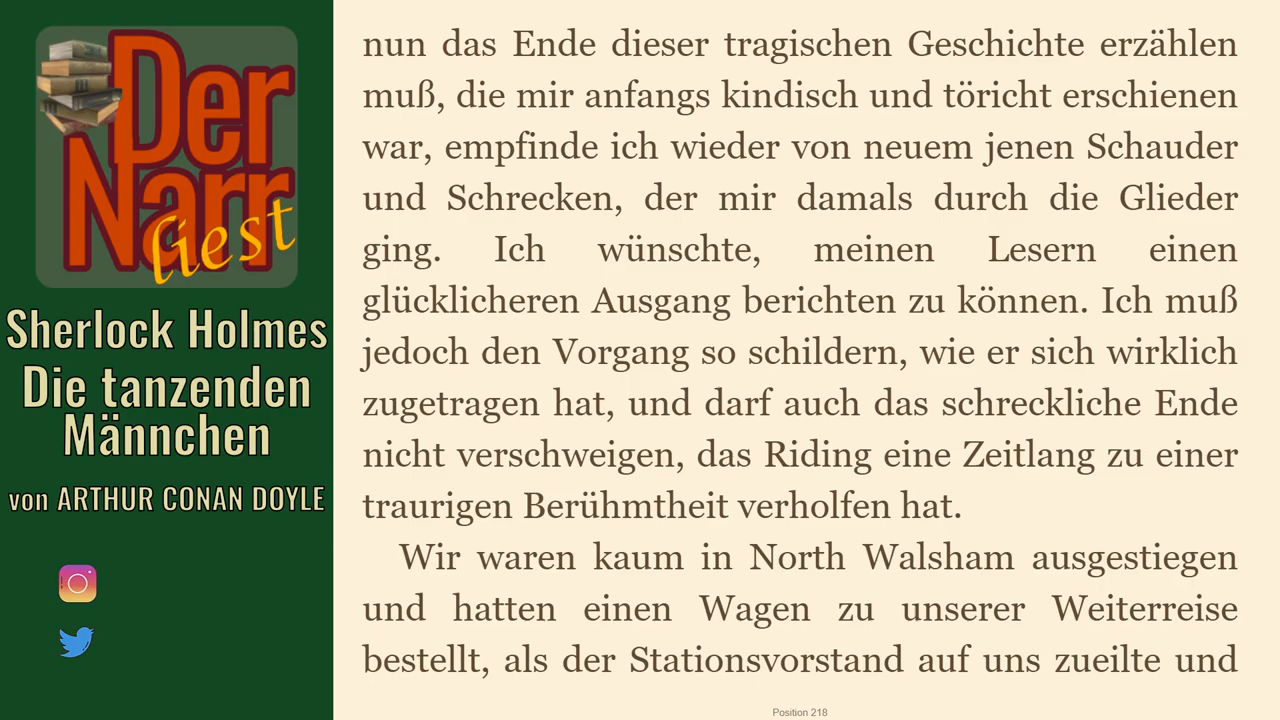 Der
Narr
liest
Sherlock Holmes
Die tanzenden
Männchen
von ARTHUR CONAN DOYLE
nun das Ende dieser tragischen Geschichte erzählen
muß, die mir anfangs kindisch und töricht erschienen
war, empfinde ich wieder von neuem jenen Schauder
und Schrecken, der mir damals durch die Glieder
ging. Ich wünschte, meinen Lesern einen
glücklicheren Ausgang berichten zu können. Ich muß
jedoch den Vorgang so schildern, wie er sich wirklich
zugetragen hat, und darf auch das schreckliche Ende
nicht verschweigen, das Riding eine Zeitlang zu einer
traurigen Berühmtheit verholfen hat.
Wir waren kaum in North Walsham ausgestiegen
und hatten einen Wagen zu unserer Weiterreise
bestellt, als der Stationsvorstand auf uns zueilte und
Position 218